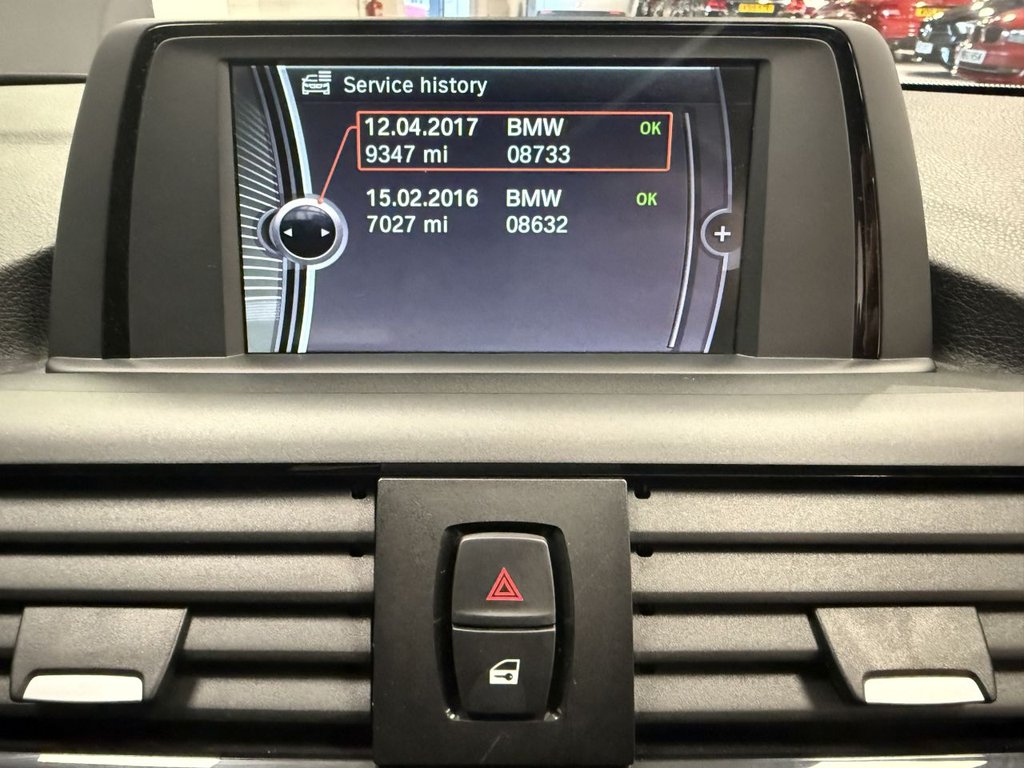 Service history
12.04.2017 BMW OK
9347 mi 08733
15.02.2016 BMW OK
7027 mi 08632
+